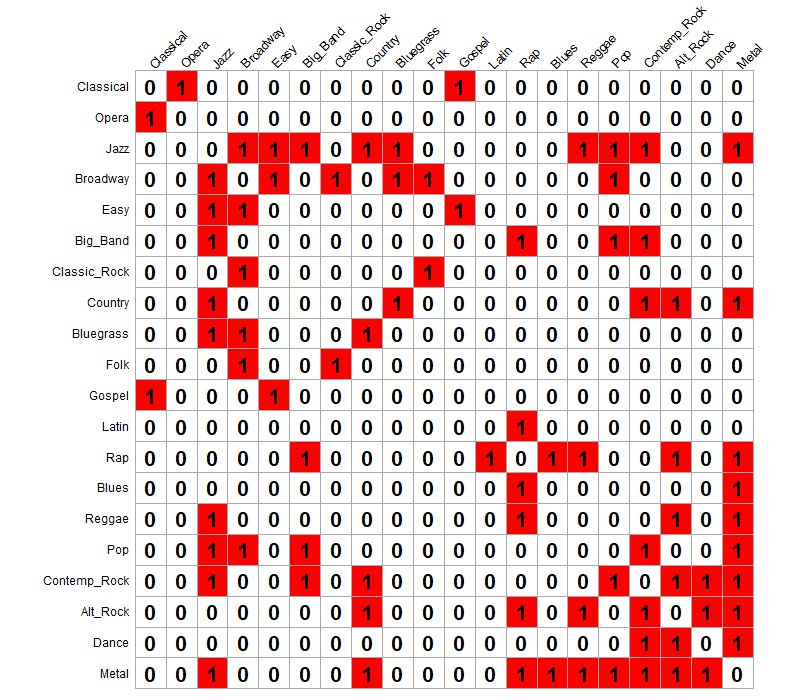 Classical Opera Jazz Broadway Easy Big_Band Classic_Rock Country Bluegrass Folk Gospel Latin Rap Blues Reggae Pop Contemp_Rock Alt_Rock Dance Metal
Classical 0 1 0 0 0 0 0 0 0 0 1 0 0 0 0 0 0 0 0 0
Opera 1 0 0 0 0 0 0 0 0 0 0 0 0 0 0 0 0 0 0 0
Jazz 0 0 0 1 1 1 0 1 1 0 0 0 0 0 1 1 1 0 0 1
Broadway 0 0 1 0 1 0 1 0 1 1 0 0 0 0 0 1 0 0 0 0
Easy 0 0 1 1 0 0 0 0 0 0 1 0 0 0 0 0 0 0 0 0
Big_Band 0 0 1 0 0 0 0 0 0 0 0 0 1 0 0 1 1 0 0 0
Classic_Rock 0 0 0 1 0 0 0 0 0 1 0 0 0 0 0 0 0 0 0 0
Country 0 0 1 0 0 0 0 0 1 0 0 0 0 0 0 0 1 1 0 1
Bluegrass 0 0 1 1 0 0 0 1 0 0 0 0 0 0 0 0 0 0 0 0
Folk 0 0 0 1 0 0 1 0 0 0 0 0 0 0 0 0 0 0 0 0
Gospel 1 0 0 0 1 0 0 0 0 0 0 0 0 0 0 0 0 0 0 0
Latin 0 0 0 0 0 0 0 0 0 0 0 0 1 0 0 0 0 0 0 0
Rap 0 0 0 0 0 1 0 0 0 0 0 1 0 1 1 0 0 1 0 1
Blues 0 0 0 0 0 0 0 0 0 0 0 0 1 0 0 0 0 0 0 1
Reggae 0 0 1 0 0 0 0 0 0 0 0 0 1 0 0 0 0 1 0 1
Pop 0 0 1 1 0 1 0 0 0 0 0 0 0 0 0 0 1 0 0 1
Contemp_Rock 0 0 1 0 0 1 0 1 0 0 0 0 0 0 0 1 0 1 1 1
Alt_Rock 0 0 0 0 0 0 0 1 0 0 0 0 1 0 1 0 1 0 1 1
Dance 0 0 0 0 0 0 0 0 0 0 0 0 0 0 0 0 1 1 0 1
Metal 0 0 1 0 0 0 0 1 0 0 0 0 1 1 1 1 1 1 1 0